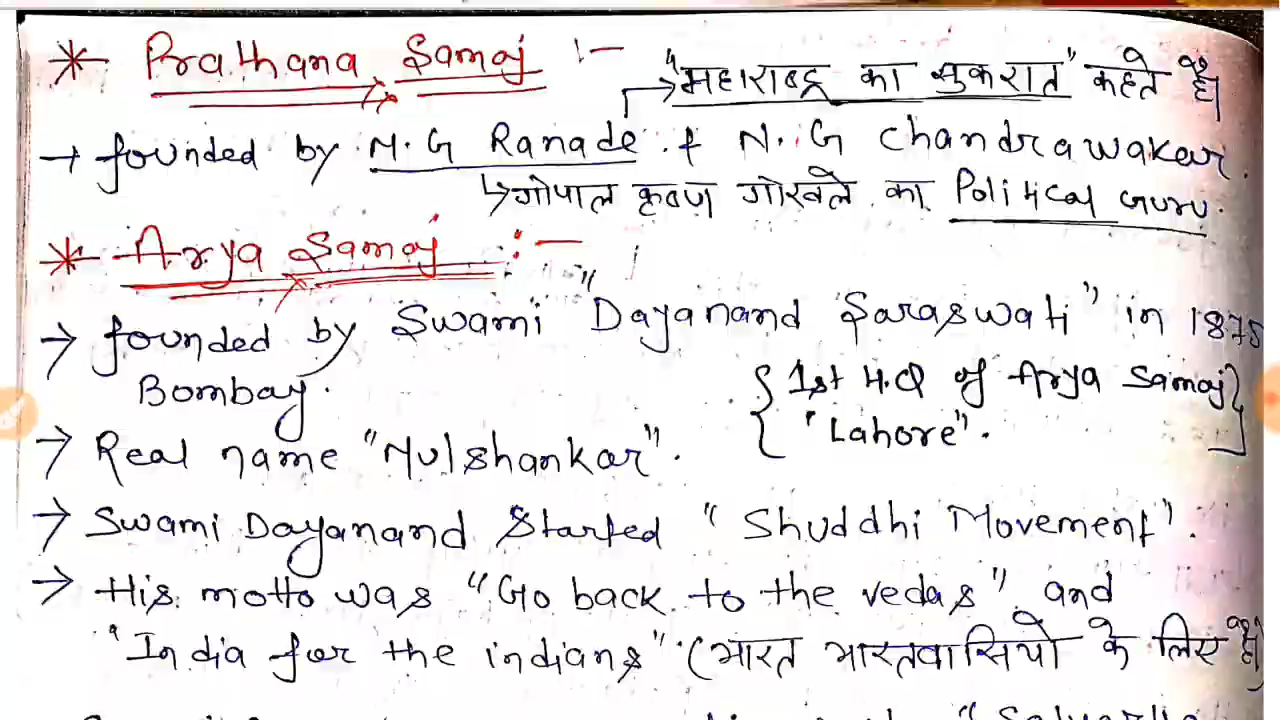 * Prathana Samaj :-
"महाराष्ट्र का सुकरात" कहते है।
→ founded by M.G Ranade & N.G Chandrawakar.
↳ गोपाल कृष्ण गोखले का Political Guru.
* Arya Samaj :-
→ founded by Swami "Dayanand Saraswati" in 1875
Bombay.
{ 1st H.Q of Arya Samaj }
"Lahore".
→ Real name "Mulshankar".
→ Swami Dayanand Started "Shuddhi Movement".
→ His motto was "Go back to the vedas" and
"India for the indians" (भारत भारतवासियो के लिए है)